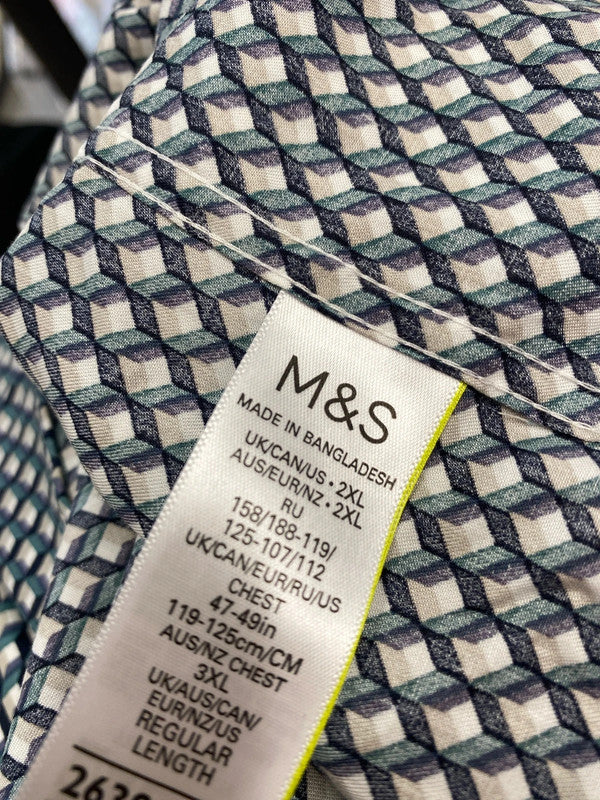 M&S
MADE IN BANGLADESH
UK/CAN/US • 2XL
AUS/EUR/NZ • 2XL
RU
158/188-119/
125-107/112
UK/CAN/EUR/RU/US
CHEST
47-49in
119-125cm/CM
AUS/NZ CHEST
3XL
UK/AUS/CAN/
EUR/NZ/US
REGULAR
LENGTH